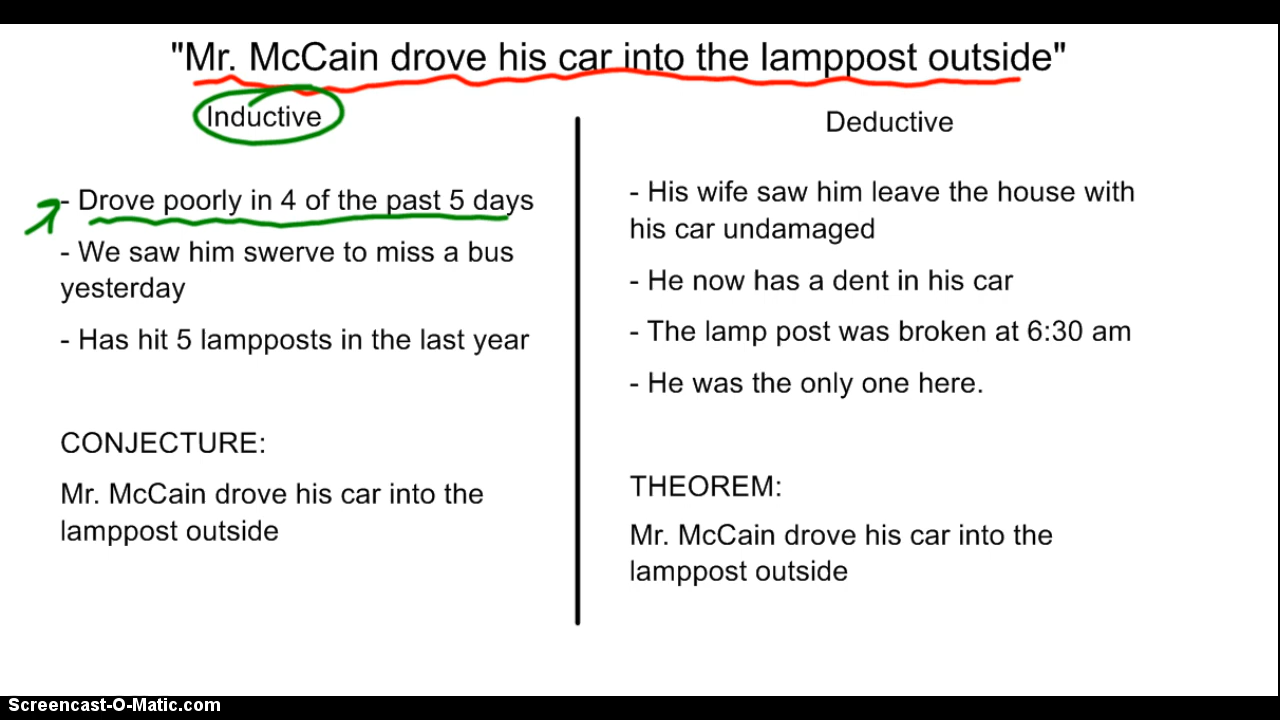 "Mr. McCain drove his car into the lamppost outside"
Inductive
- Drove poorly in 4 of the past 5 days
- We saw him swerve to miss a bus
yesterday
- Has hit 5 lampposts in the last year
CONJECTURE:
Mr. McCain drove his car into the
lamppost outside
Deductive
- His wife saw him leave the house with
his car undamaged
- He now has a dent in his car
- The lamp post was broken at 6:30 am
- He was the only one here.
THEOREM:
Mr. McCain drove his car into the
lamppost outside
Screencast-O-Matic.com